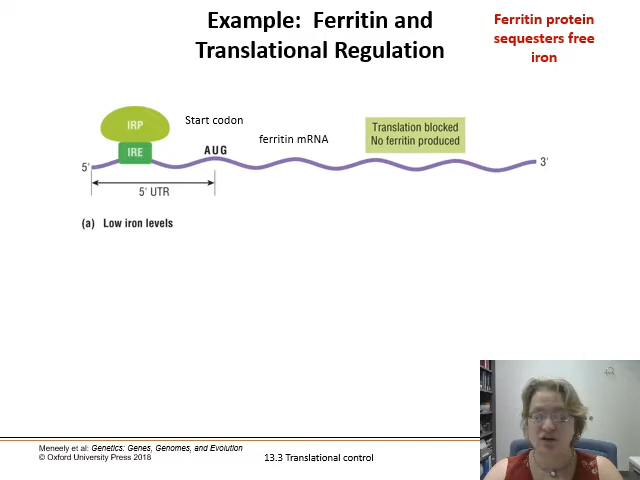 Example:  Ferritin and
Translational Regulation
Ferritin protein
sequesters free
iron
IRP
Start codon
Translation blocked
No ferritin produced
ferritin mRNA
IRE
AUG
5'
3'
5' UTR
(a) Low iron levels
Meneely et al: Genetics: Genes, Genomes, and Evolution
© Oxford University Press 2018
13.3 Translational control